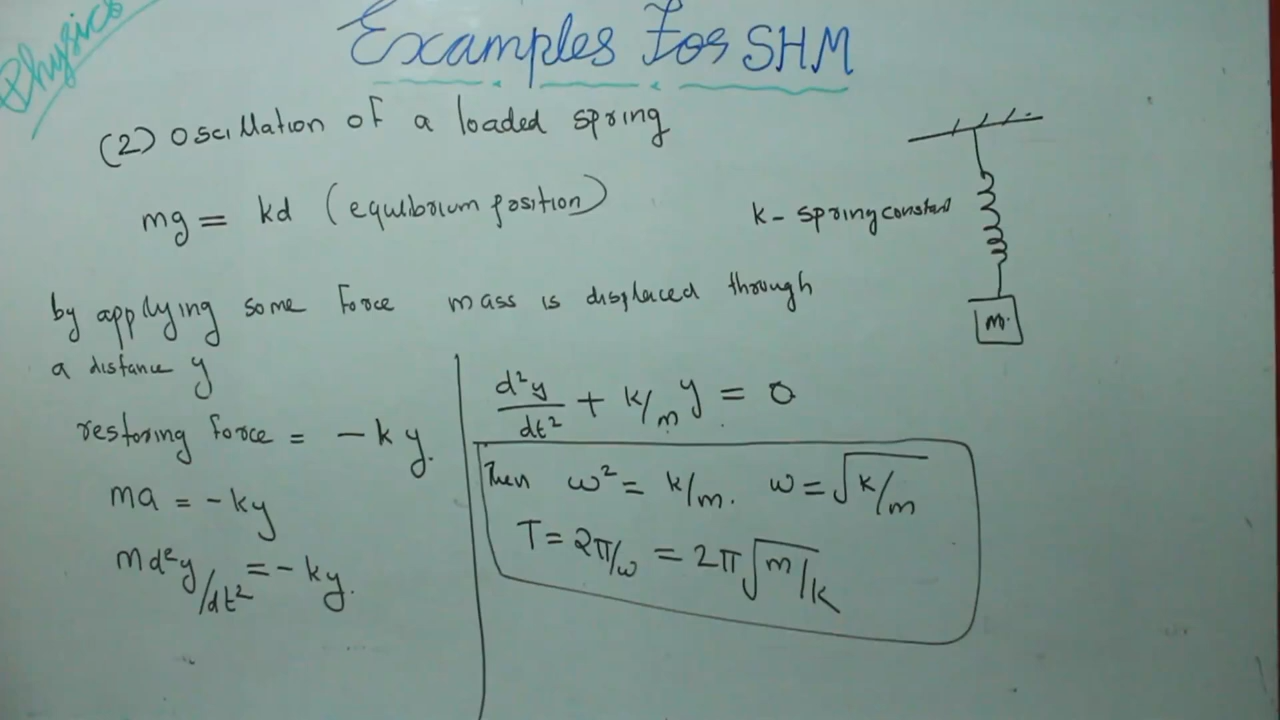 Physics
Examples For SHM
(2) Oscillation of a loaded spring
mg = kd (equilibrium position)
k - spring constant
m.
by applying some force mass is displaced through
a distance y
restoring force = -ky.
ma = -ky
md²y/dt² = -ky.
d²y/dt² + k/m y = 0
Then ω² = k/m. ω = √k/m
T = 2π/ω = 2π√m/k